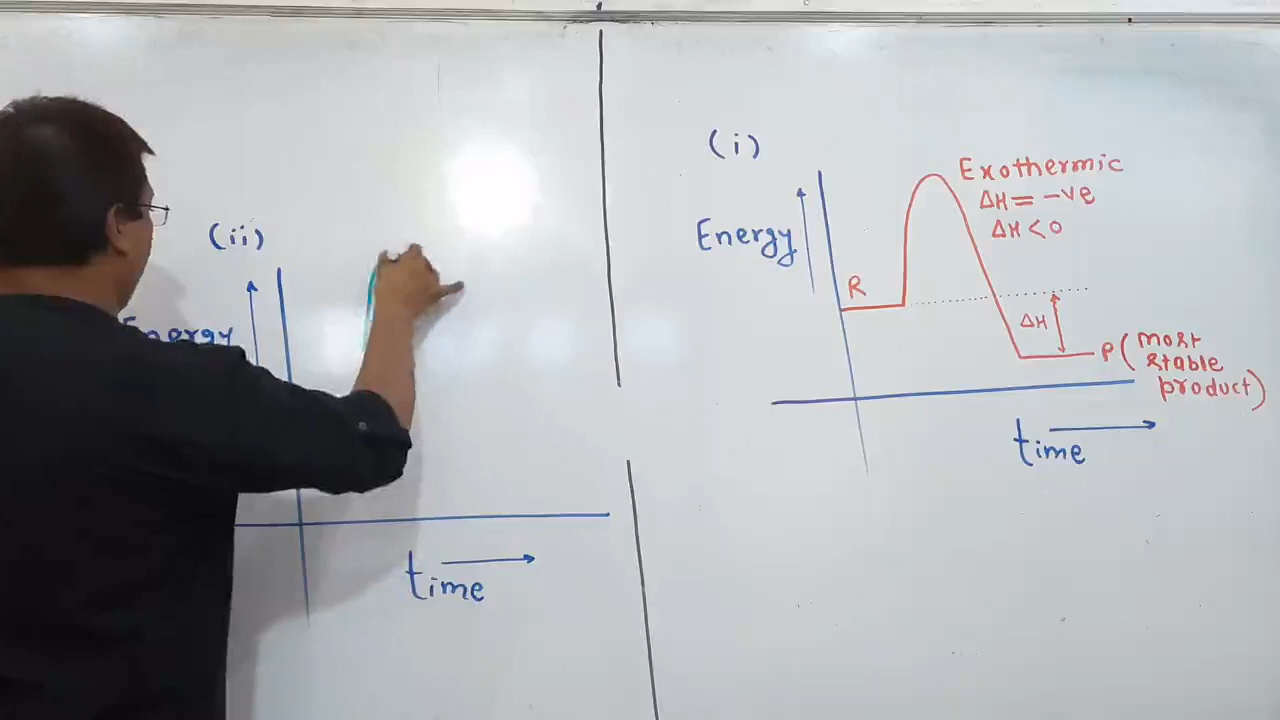 (ii)
Energy
time
(i)
Energy
Exothermic
ΔH = -ve
ΔH < 0
R
ΔH
P (most
stable
product)
time